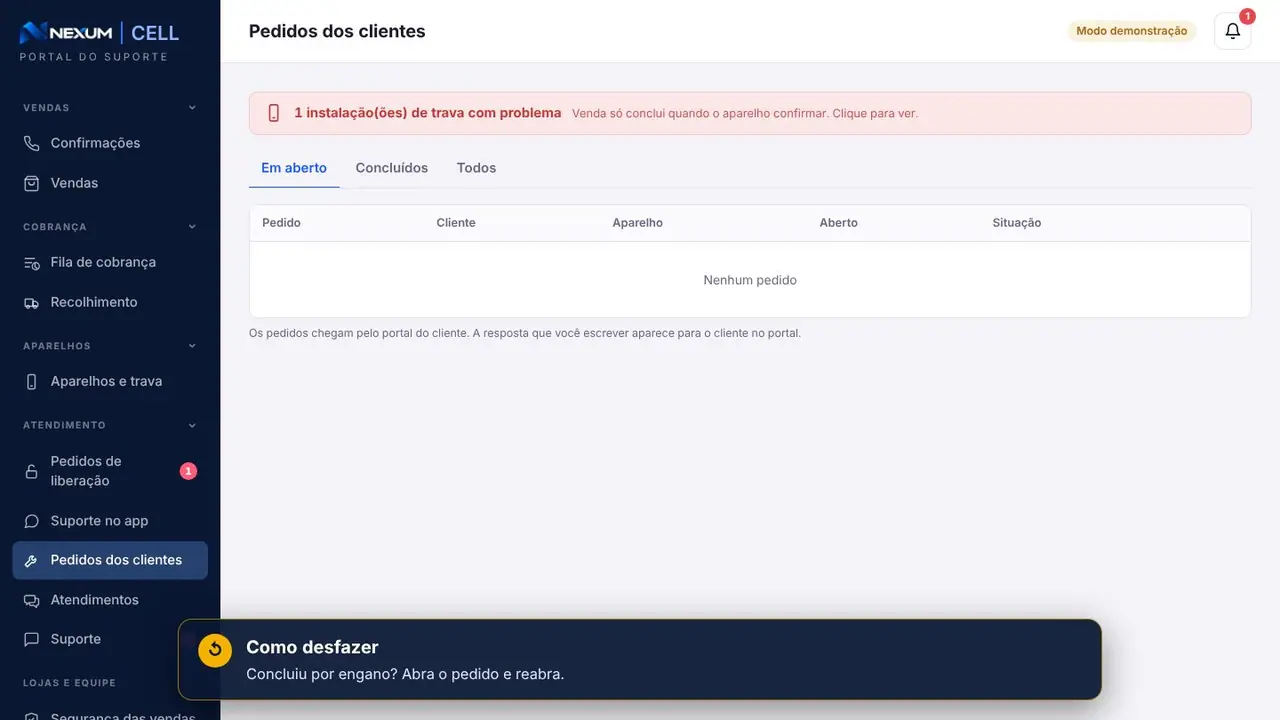 NEXUM | CELL
PORTAL DO SUPORTE
VENDAS
Confirmações
Vendas
COBRANÇA
Fila de cobrança
Recolhimento
APARELHOS
Aparelhos e trava
ATENDIMENTO
Pedidos de
liberação
1
Suporte no app
Pedidos dos clientes
Atendimentos
Suporte
LOJAS E EQUIPE
Segurança das vendas
Pedidos dos clientes
Modo demonstração
1
1 instalação(ões) de trava com problema Venda só conclui quando o aparelho confirmar. Clique para ver.
Em aberto Concluídos Todos
Pedido Cliente Aparelho Aberto Situação
Nenhum pedido
Os pedidos chegam pelo portal do cliente. A resposta que você escrever aparece para o cliente no portal.
Como desfazer
Concluiu por engano? Abra o pedido e reabra.